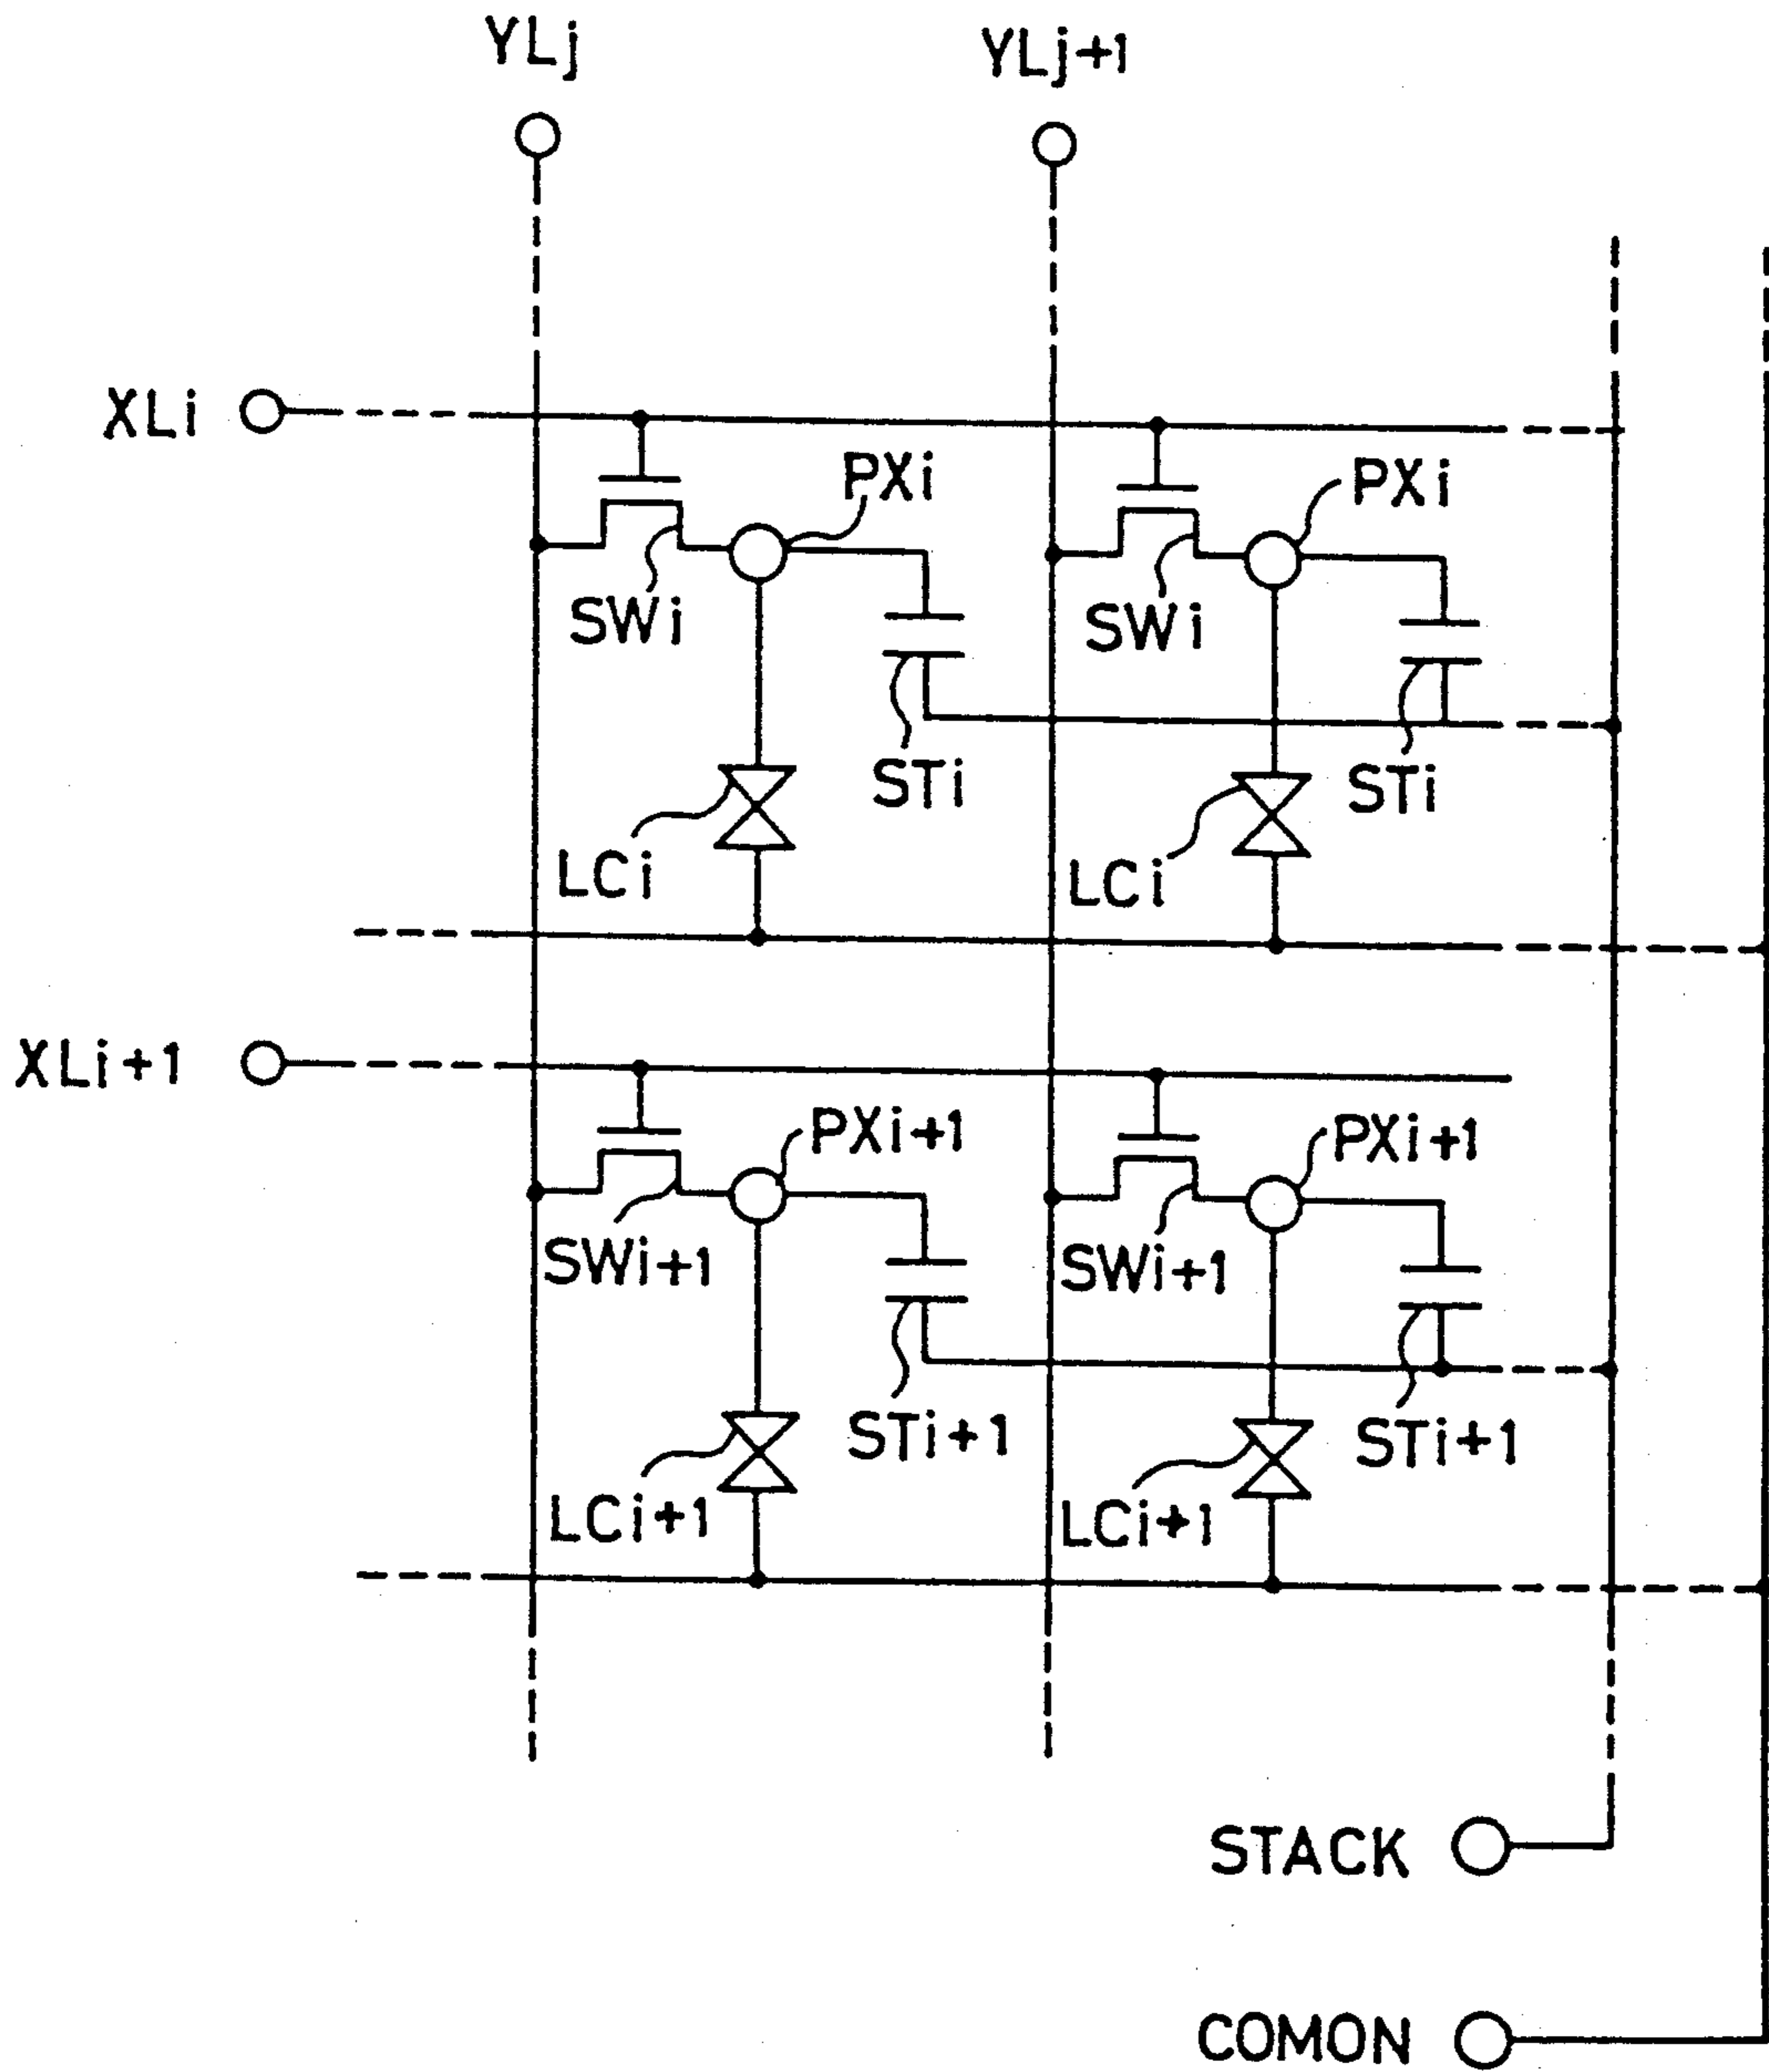 YLj
YLj+1
XLi
PXi
PXi
SWi
SWi
STi
STi
LCi
LCi
XLi+1
PXi+1
PXi+1
SWi+1
SWi+1
STi+1
STi+1
LCi+1
LCi+1
STACK
COMON